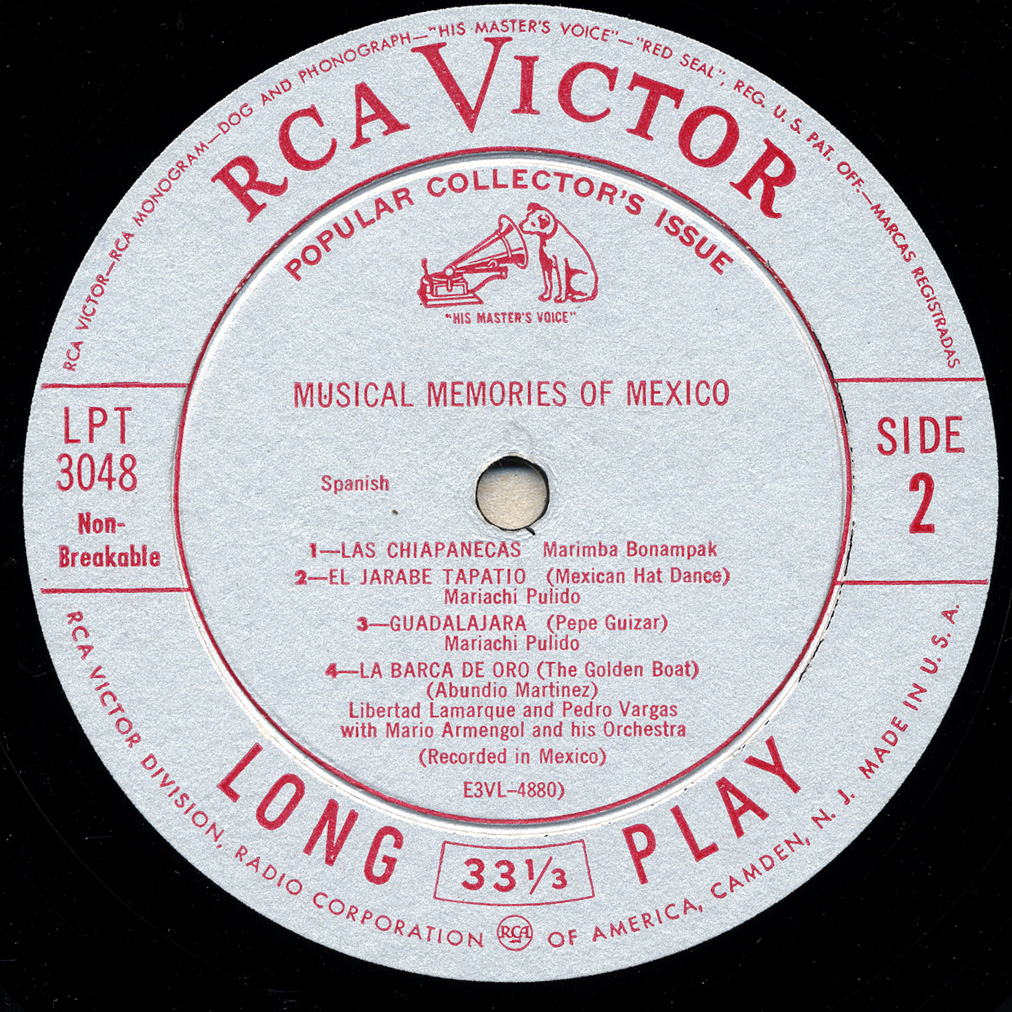 RCA VICTOR—RCA MONOGRAM—DOG AND PHONOGRAPH—"HIS MASTER'S VOICE"—"RED SEAL", REG. U. S. PAT. OFF.—MARCAS REGISTRADAS
RCA VICTOR
POPULAR COLLECTOR'S ISSUE
"HIS MASTER'S VOICE"
MUSICAL MEMORIES OF MEXICO
LPT
3048
Non-
Breakable
SIDE
2
Spanish
1—LAS CHIAPANECAS Marimba Bonampak
2—EL JARABE TAPATIO (Mexican Hat Dance)
Mariachi Pulido
3—GUADALAJARA (Pepe Guizar)
Mariachi Pulido
4—LA BARCA DE ORO (The Golden Boat)
(Abundio Martinez)
Libertad Lamarque and Pedro Vargas
with Mario Armengol and his Orchestra
(Recorded in Mexico)
E3VL-4880)
LONG 33 1/3 PLAY
RCA VICTOR DIVISION, RADIO CORPORATION RCA OF AMERICA, CAMDEN, N. J. MADE IN U. S. A.